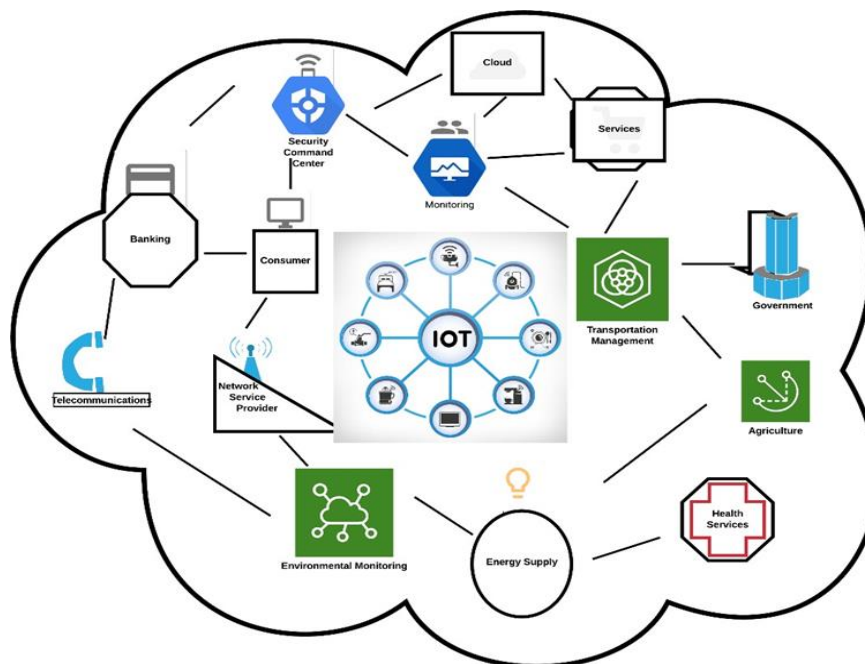 Cloud
Services
Security
Command
Center
Monitoring
Banking
Consumer
IOT
Transportation
Management
Government
Telecommunications
Network
Service
Provider
Agriculture
Environmental Monitoring
Energy Supply
Health
Services